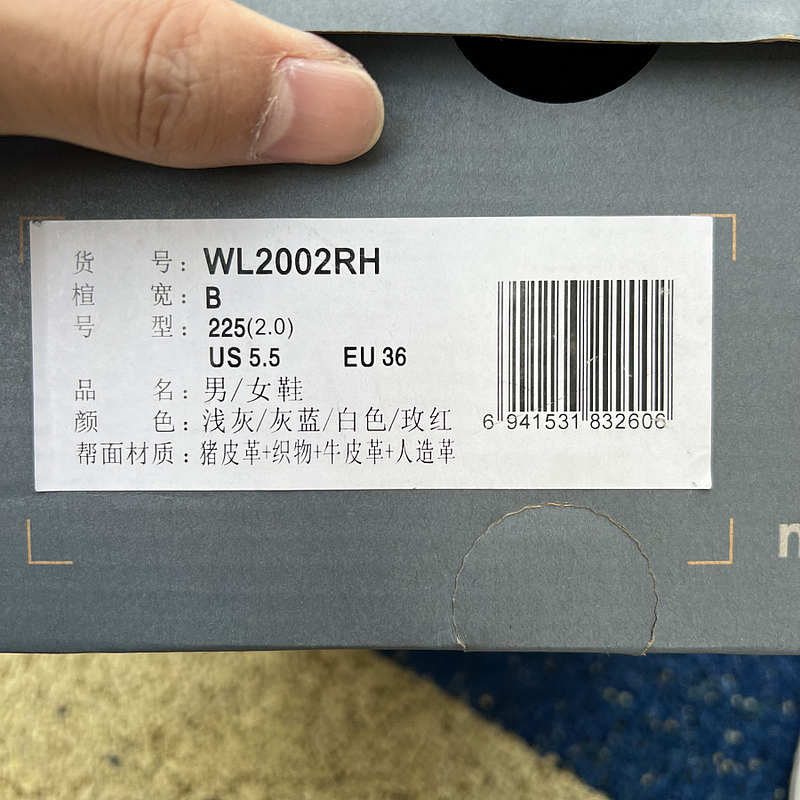 货 号: WL2002RH
楦 宽: B
号 型: 225(2.0)
US 5.5 EU 36
品 名: 男/女鞋
颜 色: 浅灰/灰蓝/白色/玫红
帮面材质: 猪皮革+织物+牛皮革+人造革
6 941531 832606